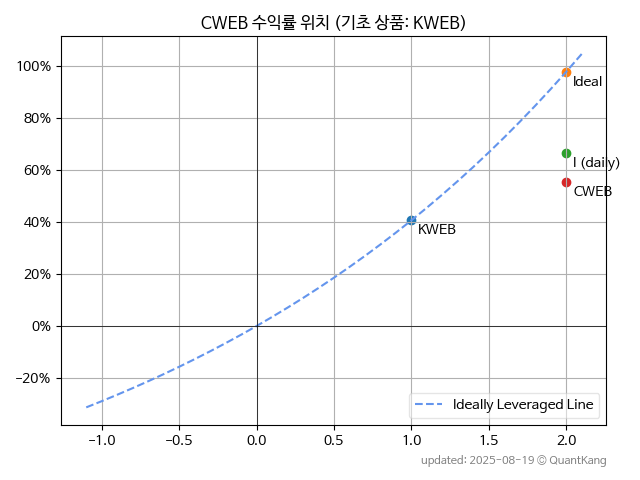 CWEB 수익률 위치 (기초 상품: KWEB)
100%
80%
60%
40%
20%
0%
−20%
Ideal
I (daily)
CWEB
KWEB
Ideally Leveraged Line
−1.0 −0.5 0.0 0.5 1.0 1.5 2.0
updated: 2025-08-19 © QuantKang